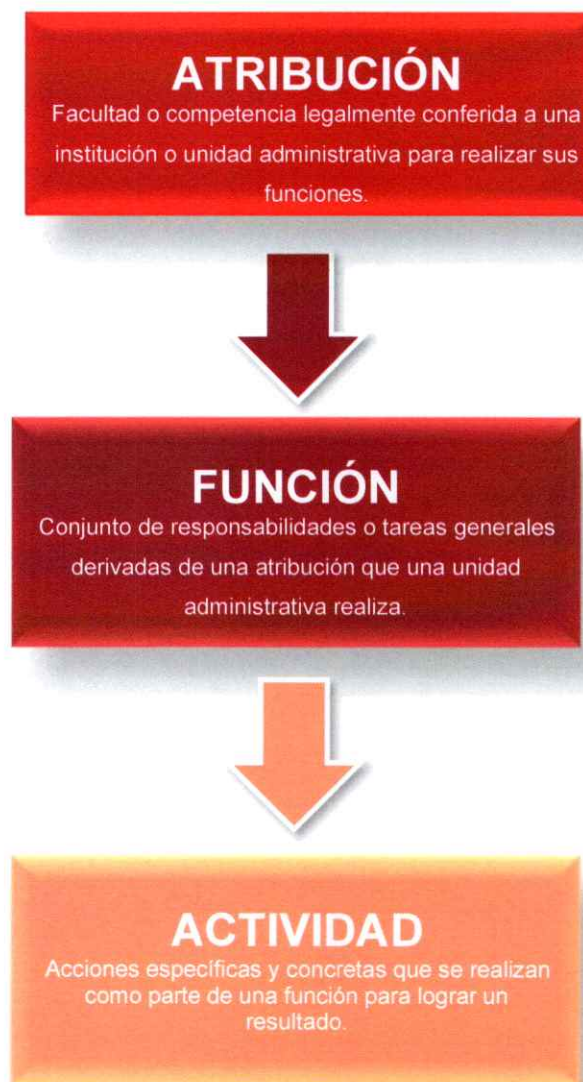 ATRIBUCIÓN
Facultad o competencia legalmente conferida a una
institución o unidad administrativa para realizar sus
funciones.
FUNCIÓN
Conjunto de responsabilidades o tareas generales
derivadas de una atribución que una unidad
administrativa realiza.
ACTIVIDAD
Acciones específicas y concretas que se realizan
como parte de una función para lograr un
resultado.